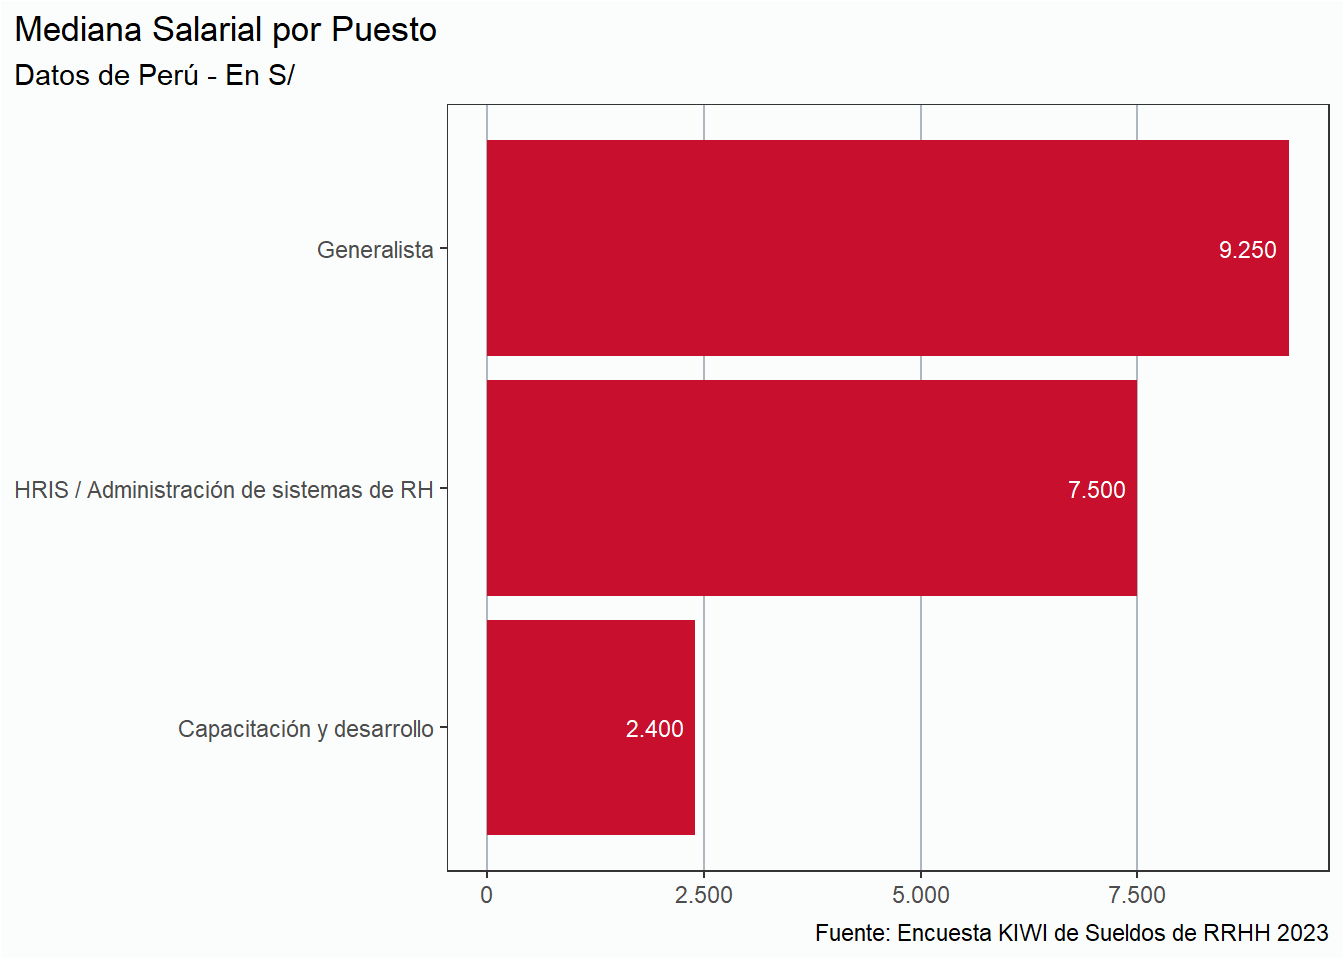 Mediana Salarial por Puesto
Datos de Perú - En S/
Generalista
9.250
HRIS / Administración de sistemas de RH
7.500
Capacitación y desarrollo
2.400
0
2.500
5.000
7.500
Fuente: Encuesta KIWI de Sueldos de RRHH 2023